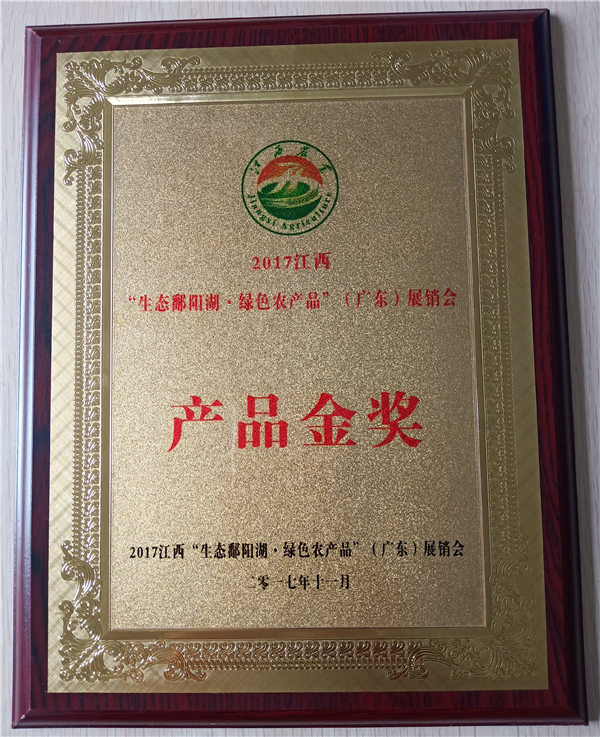 江西农业
Jiangxi Agriculture
2017江西
“生态鄱阳湖·绿色农产品”（广东）展销会
产品金奖
2017江西“生态鄱阳湖·绿色农产品”（广东）展销会
二零一七年十一月